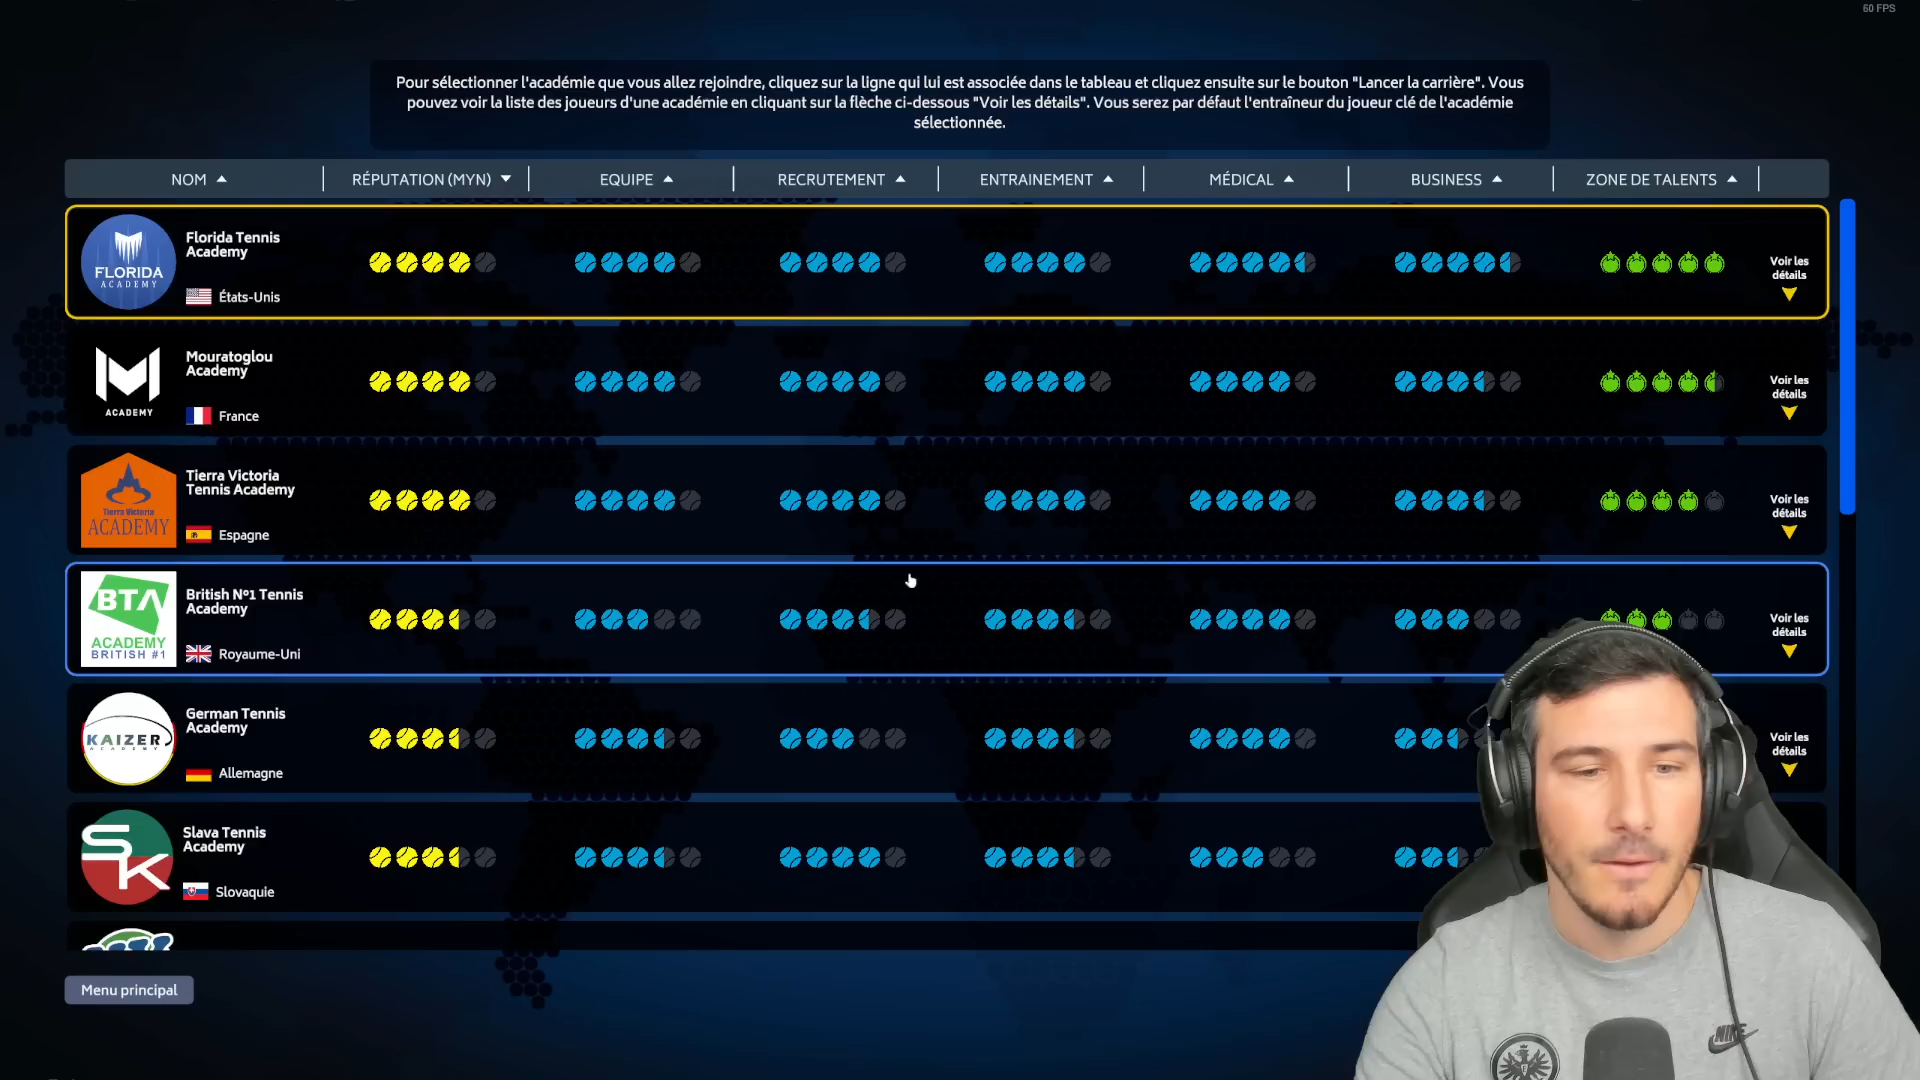 60 FPS
Pour sélectionner l'académie que vous allez rejoindre, cliquez sur la ligne qui lui est associée dans le tableau et cliquez ensuite sur le bouton "Lancer la carrière". Vous
pouvez voir la liste des joueurs d'une académie en cliquant sur la flèche ci-dessous "Voir les détails". Vous serez par défaut l'entraîneur du joueur clé de l'académie
sélectionnée.
NOM RÉPUTATION (MYN) EQUIPE RECRUTEMENT ENTRAINEMENT MÉDICAL BUSINESS ZONE DE TALENTS
FLORIDA
ACADEMY
Florida Tennis
Academy
États-Unis
Voir les
détails
ACADEMY
Mouratoglou
Academy
France
Voir les
détails
Tierra Victoria
ACADEMY
Tierra Victoria
Tennis Academy
Espagne
Voir les
détails
BTA
ACADEMY
BRITISH #1
British Nº1 Tennis
Academy
Royaume-Uni
Voir les
détails
KAIZER
ACADEMY
German Tennis
Academy
Allemagne
Voir les
détails
SK
Slava Tennis
Academy
Slovaquie
Menu principal
NIKE